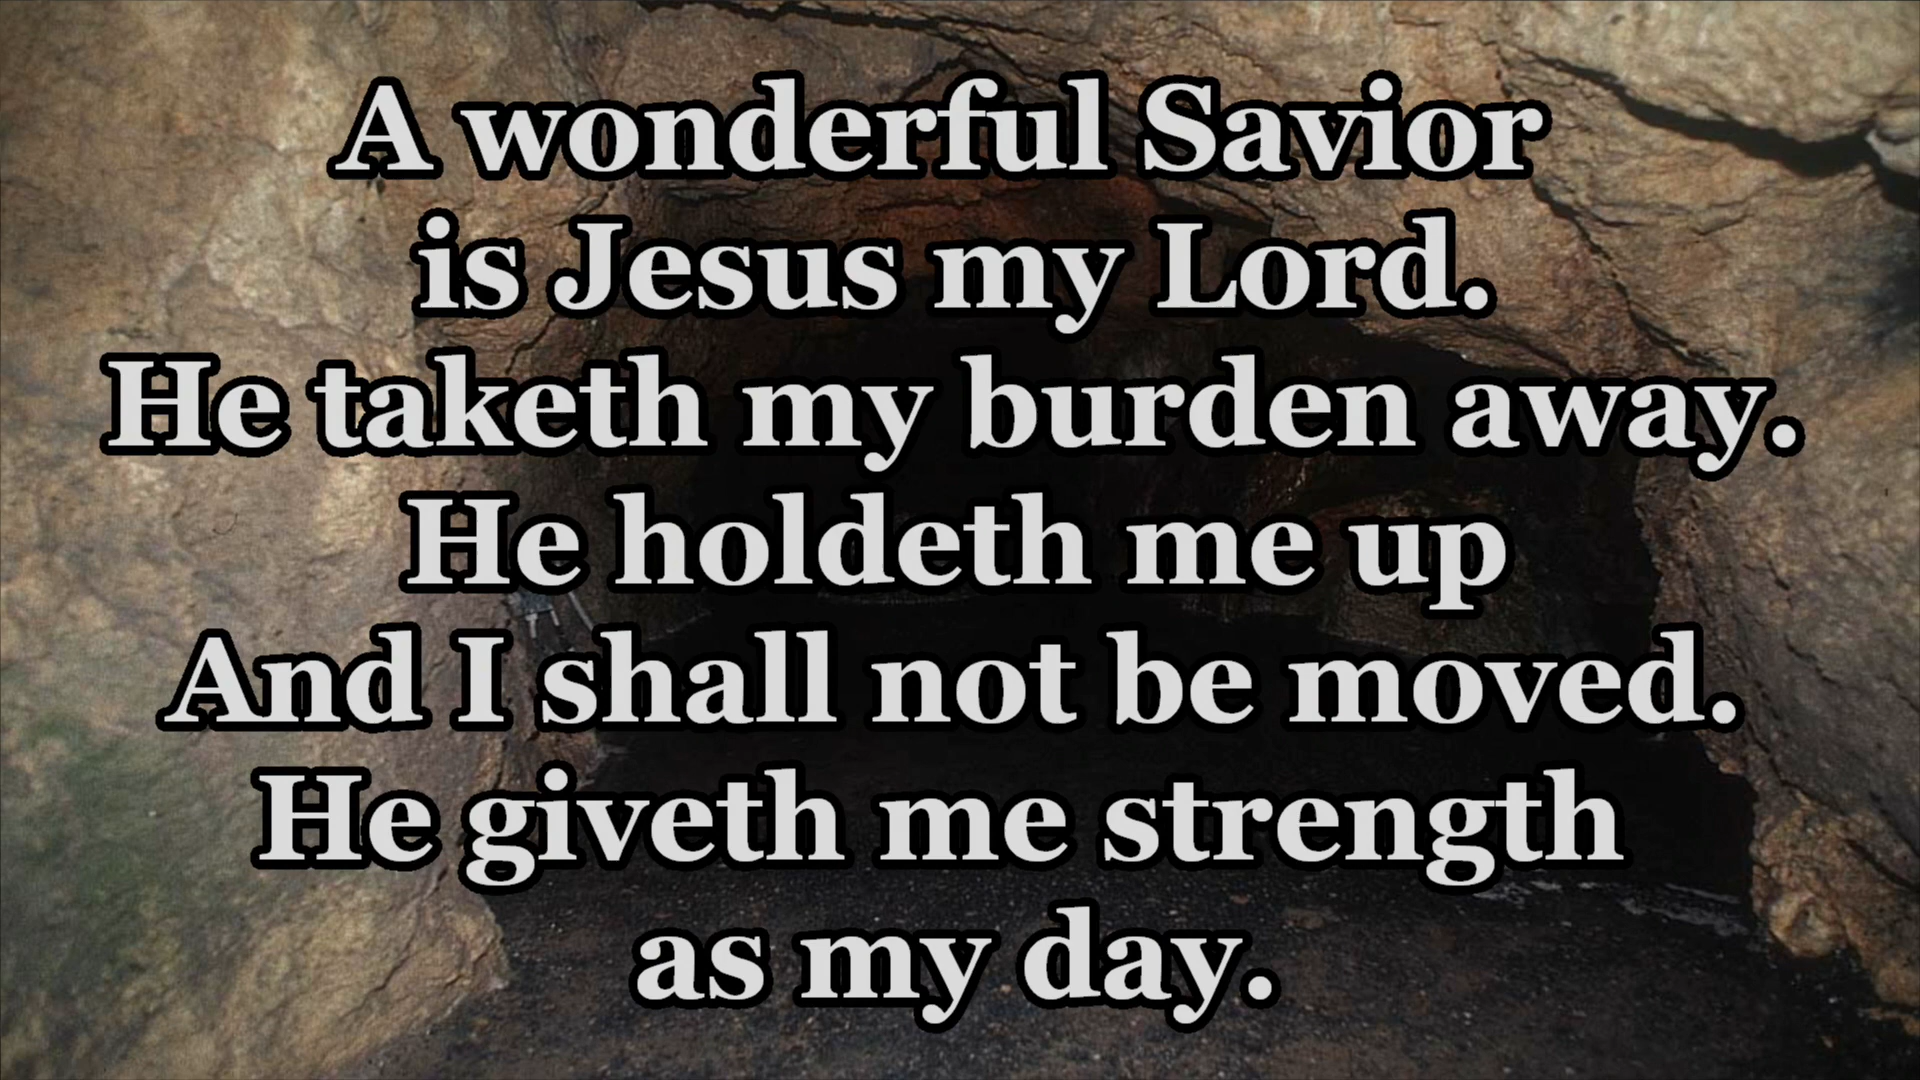 A wonderful Savior
is Jesus my Lord.
He taketh my burden away.
He holdeth me up
And I shall not be moved.
He giveth me strength
as my day.